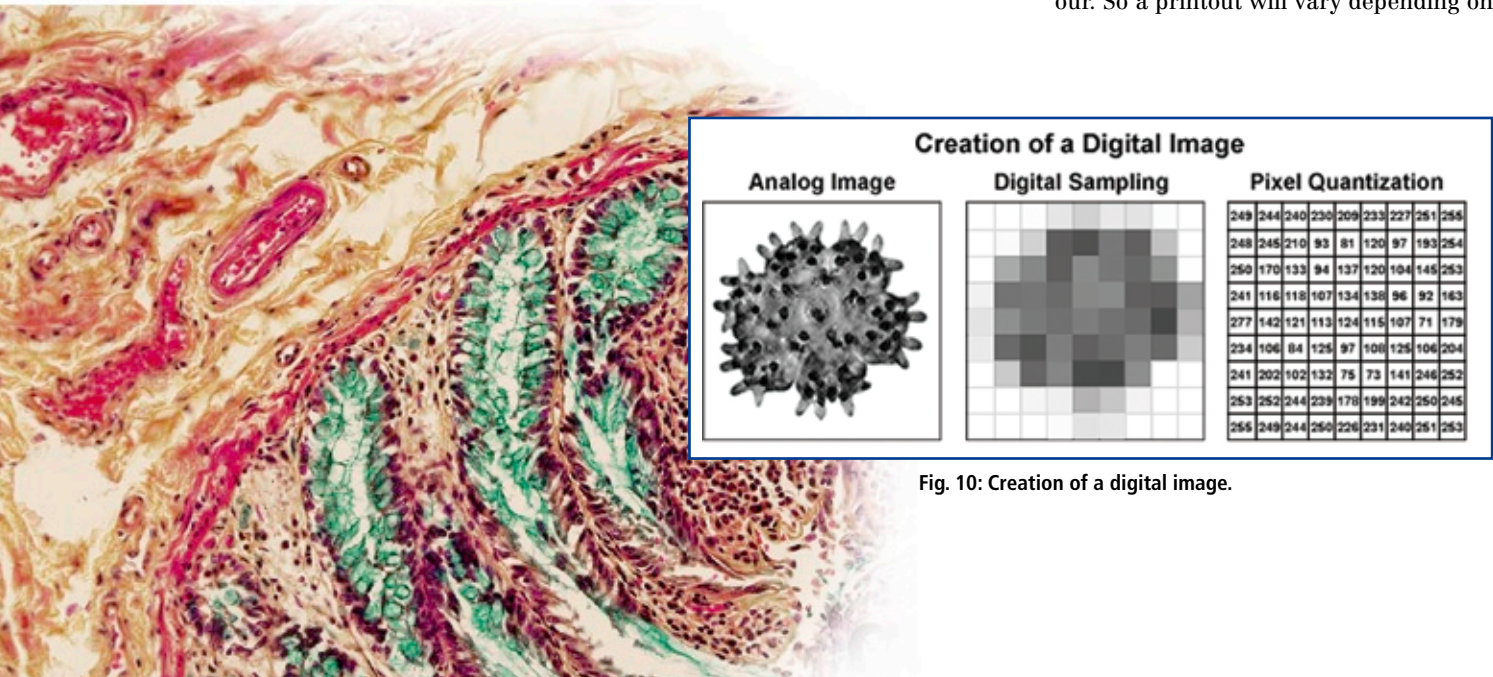 our. So a printout will vary depending on
Creation of a Digital Image
Analog Image Digital Sampling Pixel Quantization
249 244 240 230 209 233 227 251 255
248 245 210 93 81 120 97 193 254
250 170 133 94 137 120 104 145 253
241 116 118 107 134 138 96 92 163
277 142 121 113 124 115 107 71 179
234 106 84 125 97 108 125 106 204
241 202 102 132 75 73 141 246 252
253 252 244 239 178 199 242 250 245
255 249 244 250 226 231 240 251 253
Fig. 10: Creation of a digital image.